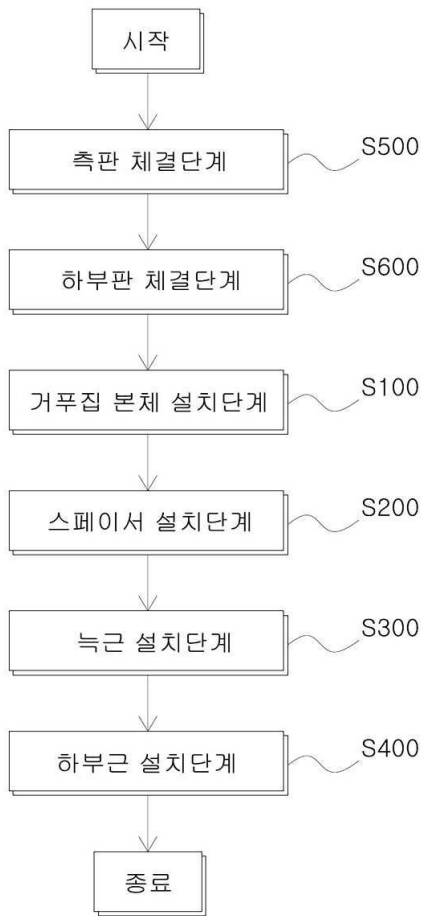 시작
측판 체결단계
S500
하부판 체결단계
S600
거푸집 본체 설치단계
S100
스페이서 설치단계
S200
늑근 설치단계
S300
하부근 설치단계
S400
종료